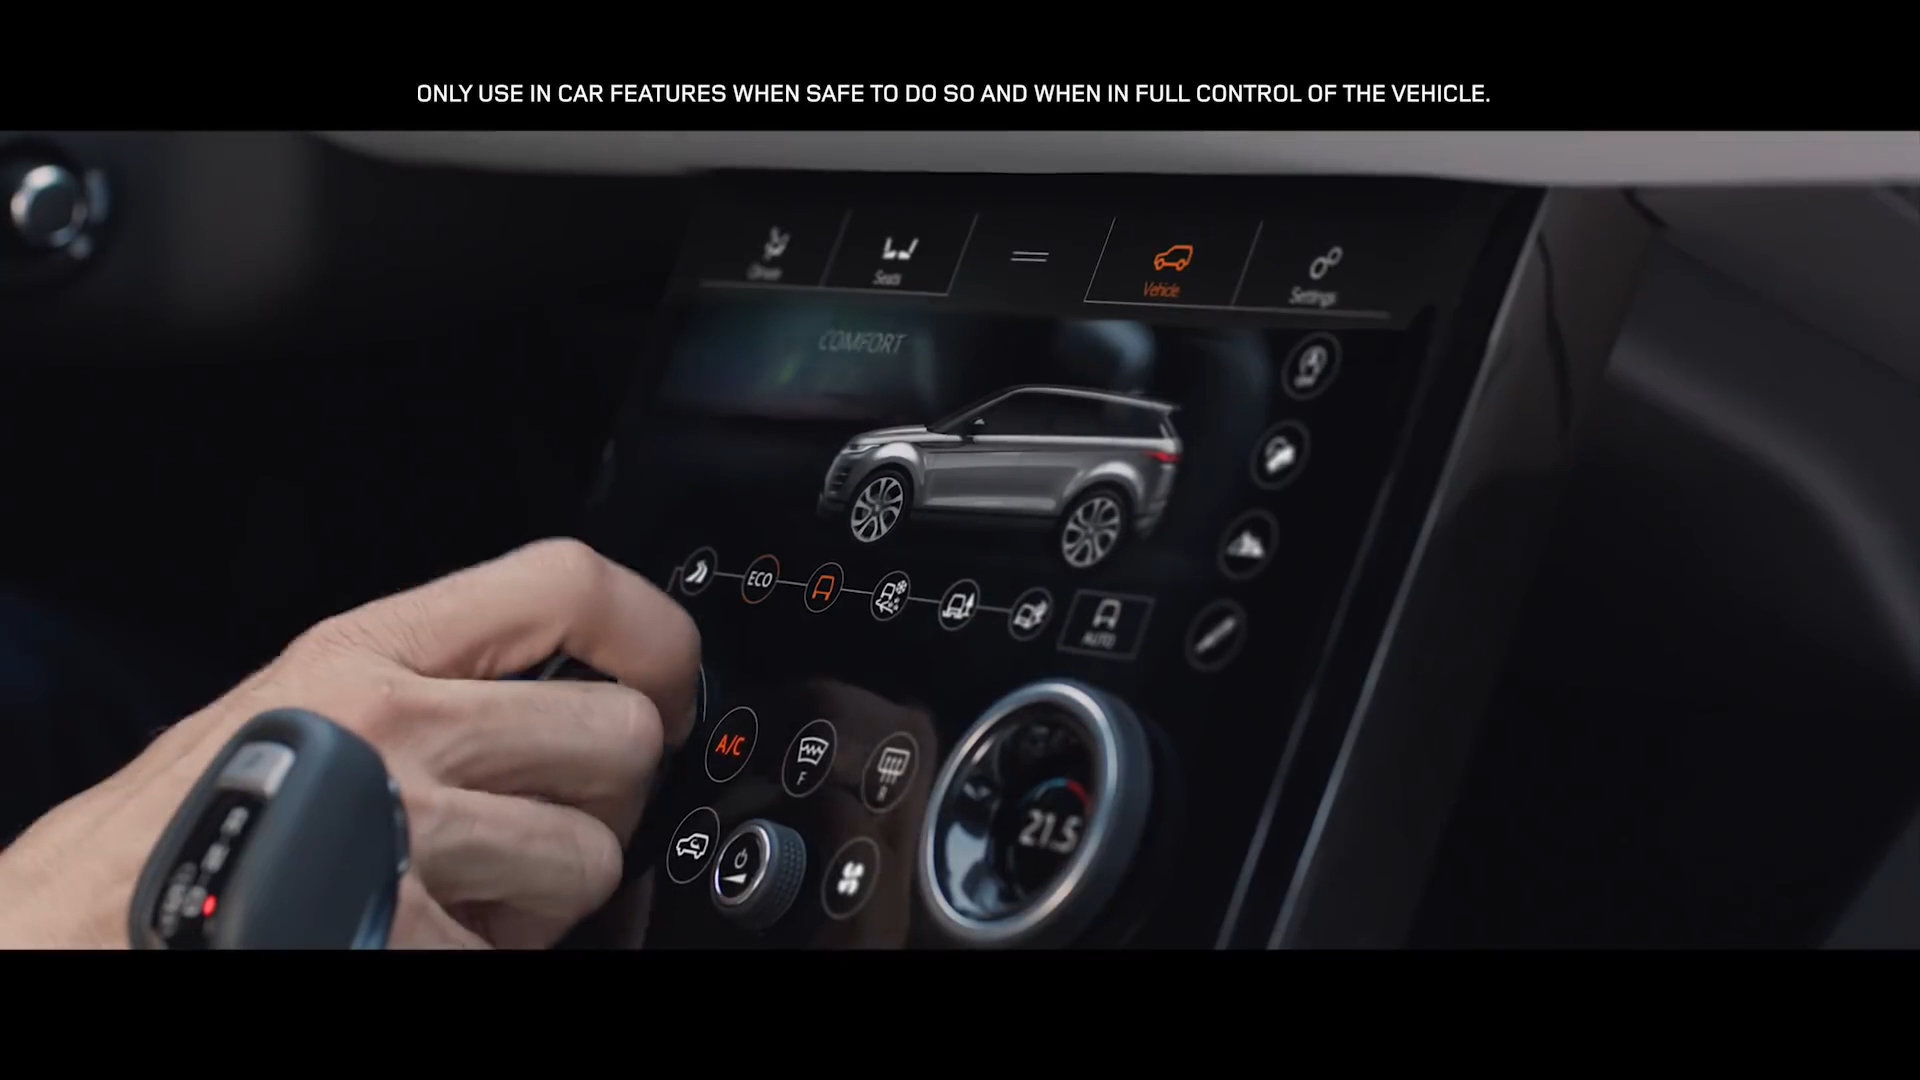 ONLY USE IN CAR FEATURES WHEN SAFE TO DO SO AND WHEN IN FULL CONTROL OF THE VEHICLE.
Driver
Seats
Vehicle
Settings
COMFORT
ECO
AUTO
A/C
F
R
21.5